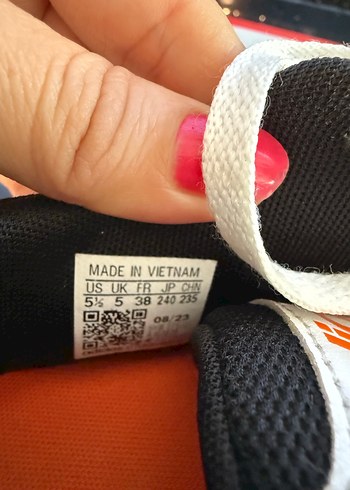 MADE IN VIETNAM
US UK FR JP CHN
5½ 5 38 240 235
08/23